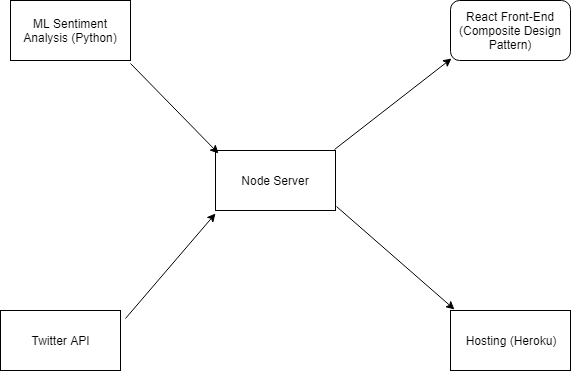 ML Sentiment
Analysis (Python)
React Front-End
(Composite Design
Pattern)
Node Server
Twitter API
Hosting (Heroku)